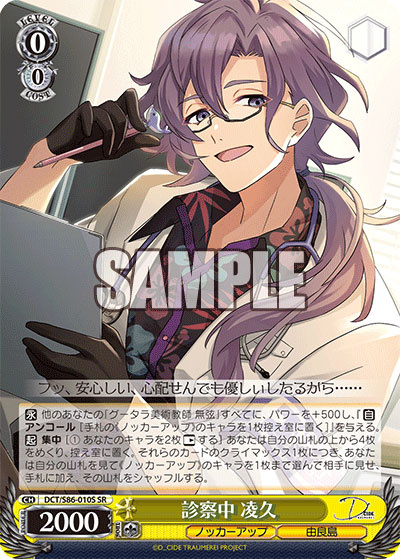 LEVEL
0
0
COST
SAMPLE
フッ、安心しぃ、心配せんでも優しぃしたるがら……
永 他のあなたの「グータラ美術教師 無弦」すべてに、パワーを+500し、『自
アンコール [手札の《ノッカーアップ》のキャラを1枚控え室に置く]』を与える。
起 集中 [① あなたのキャラを2枚レストする] あなたは自分の山札の上から4枚
をめくり、控え室に置き、それらのカードのクライマックス1枚につき、あなた
は自分の山札を見て《ノッカーアップ》のキャラを1枚まで選んで相手に見せ、
手札に加え、その山札をシャッフルする。
CH DCT/S86-010S SR
POWER
2000
SOUL
診察中 凌久
ノッカーアップ
由良島
D_CIDE
TRAUMEREI
©D_CIDE TRAUMEREI PROJECT